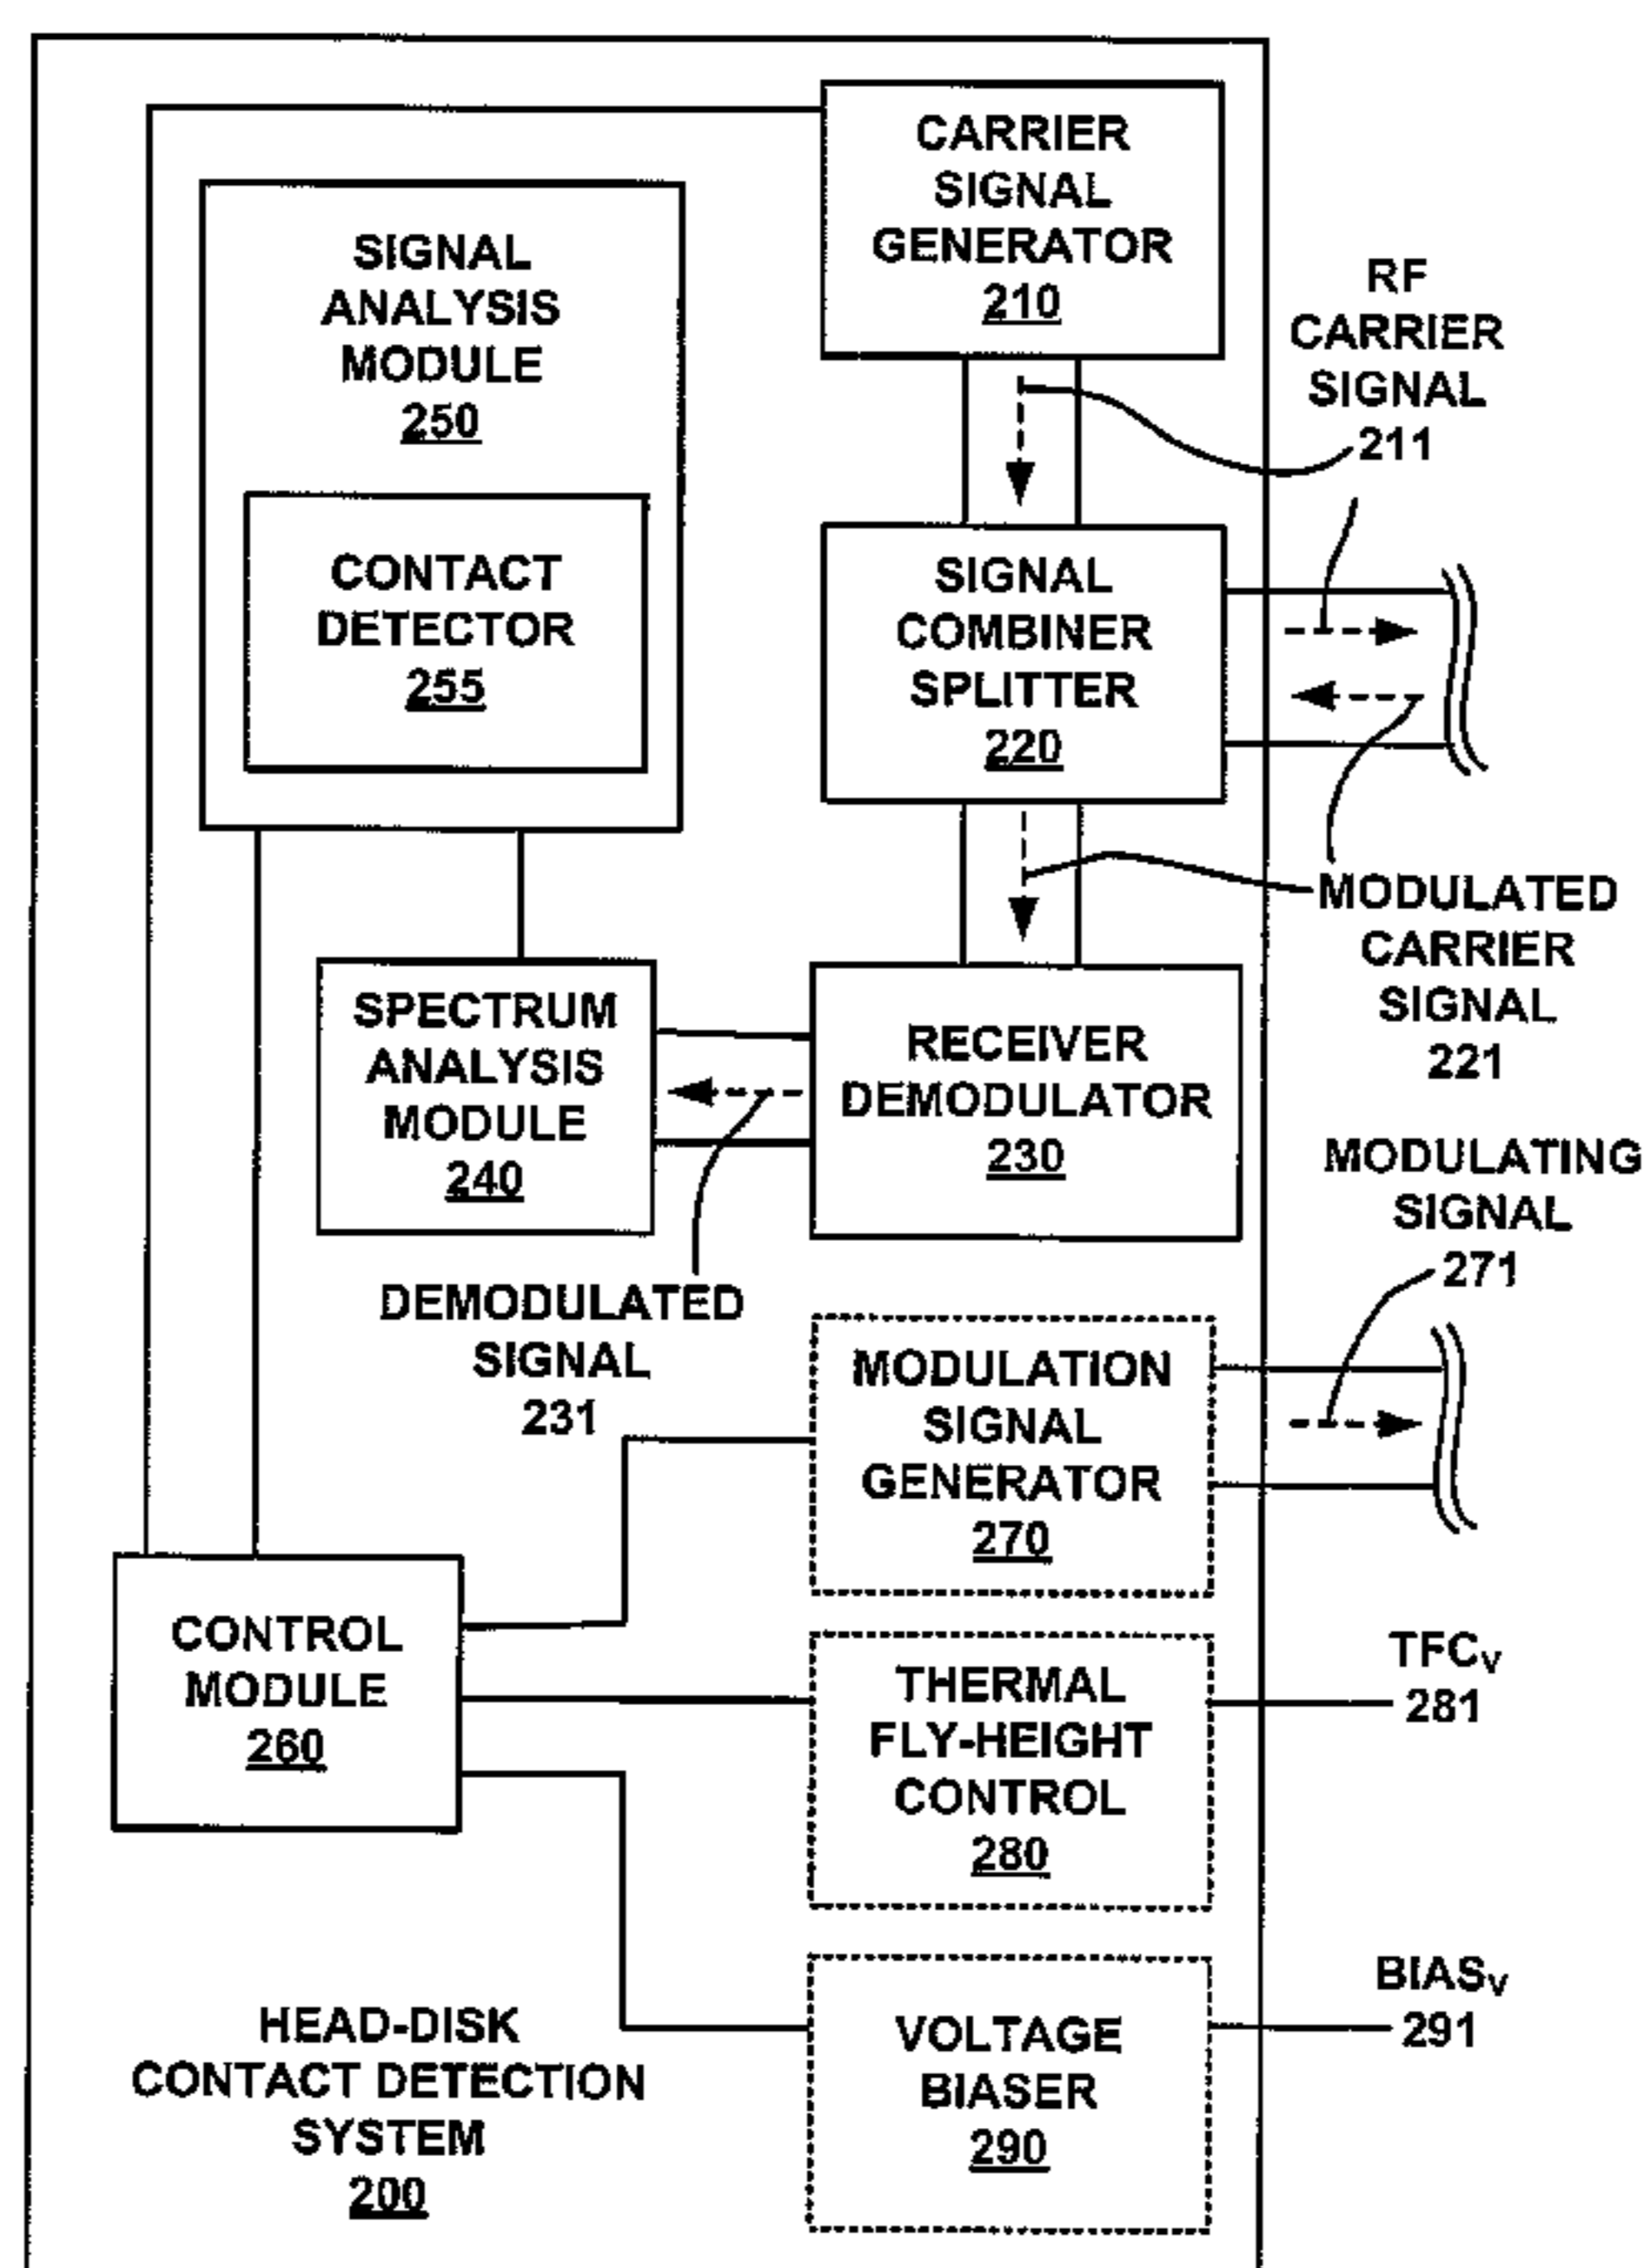 CARRIER
SIGNAL
GENERATOR
210
RF
CARRIER
SIGNAL
211
SIGNAL
ANALYSIS
MODULE
250
CONTACT
DETECTOR
255
SIGNAL
COMBINER
SPLITTER
220
MODULATED
CARRIER
SIGNAL
221
SPECTRUM
ANALYSIS
MODULE
240
RECEIVER
DEMODULATOR
230
DEMODULATED
SIGNAL
231
MODULATING
SIGNAL
271
MODULATION
SIGNAL
GENERATOR
270
CONTROL
MODULE
260
THERMAL
FLY-HEIGHT
CONTROL
280
TFCV
281
VOLTAGE
BIASER
290
BIASV
291
HEAD-DISK
CONTACT DETECTION
SYSTEM
200